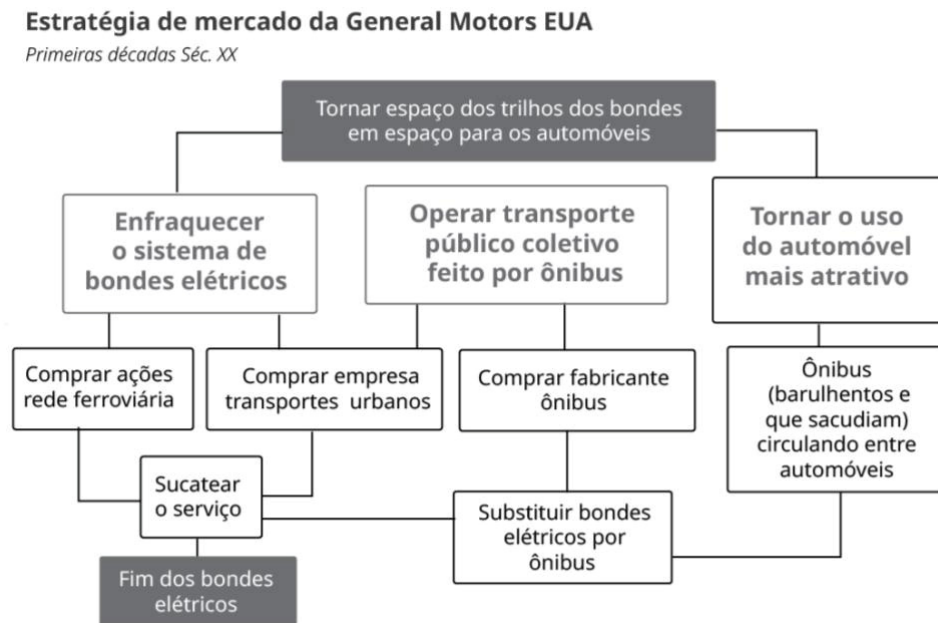 Estratégia de mercado da General Motors EUA
Primeiras décadas Séc. XX
Tornar espaço dos trilhos dos bondes
em espaço para os automóveis
Enfraquecer
o sistema de
bondes elétricos
Operar transporte
público coletivo
feito por ônibus
Tornar o uso
do automóvel
mais atrativo
Comprar ações
rede ferroviária
Comprar empresa
transportes urbanos
Comprar fabricante
ônibus
Ônibus
(barulhentos e
que sacudiam)
circulando entre
automóveis
Sucatear
o serviço
Substituir bondes
elétricos por
ônibus
Fim dos bondes
elétricos